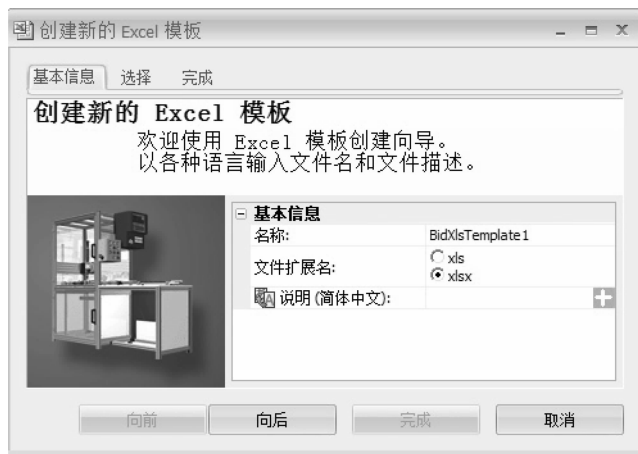 创建新的 Excel 模板
基本信息 选择 完成
创建新的 Excel 模板
欢迎使用 Excel 模板创建向导。
以各种语言输入文件名和文件描述。
基本信息
名称: BidXlsTemplate1
文件扩展名: xls
xlsx
说明 (简体中文):
向前 向后 完成 取消